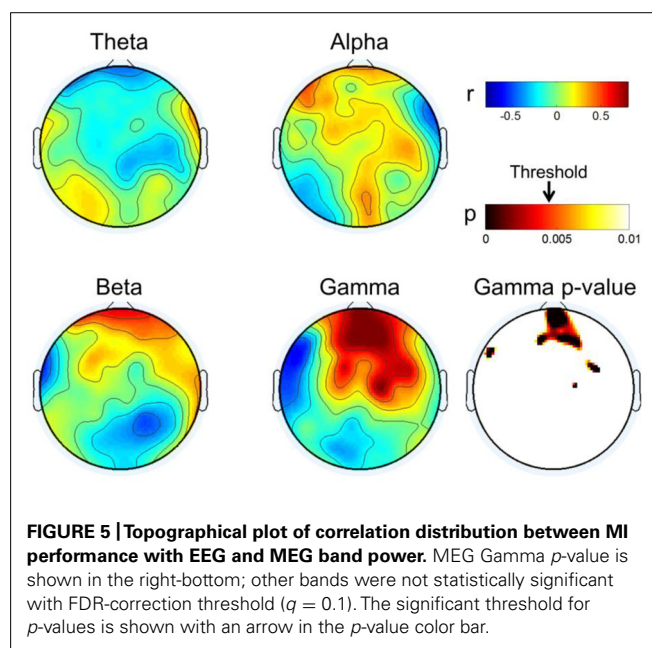 Theta
Alpha
r
-0.5 0 0.5
Threshold
p
0 0.005 0.01
Beta
Gamma
Gamma p-value
FIGURE 5 | Topographical plot of correlation distribution between MI
performance with EEG and MEG band power. MEG Gamma p-value is
shown in the right-bottom; other bands were not statistically significant
with FDR-correction threshold (q = 0.1). The significant threshold for
p-values is shown with an arrow in the p-value color bar.